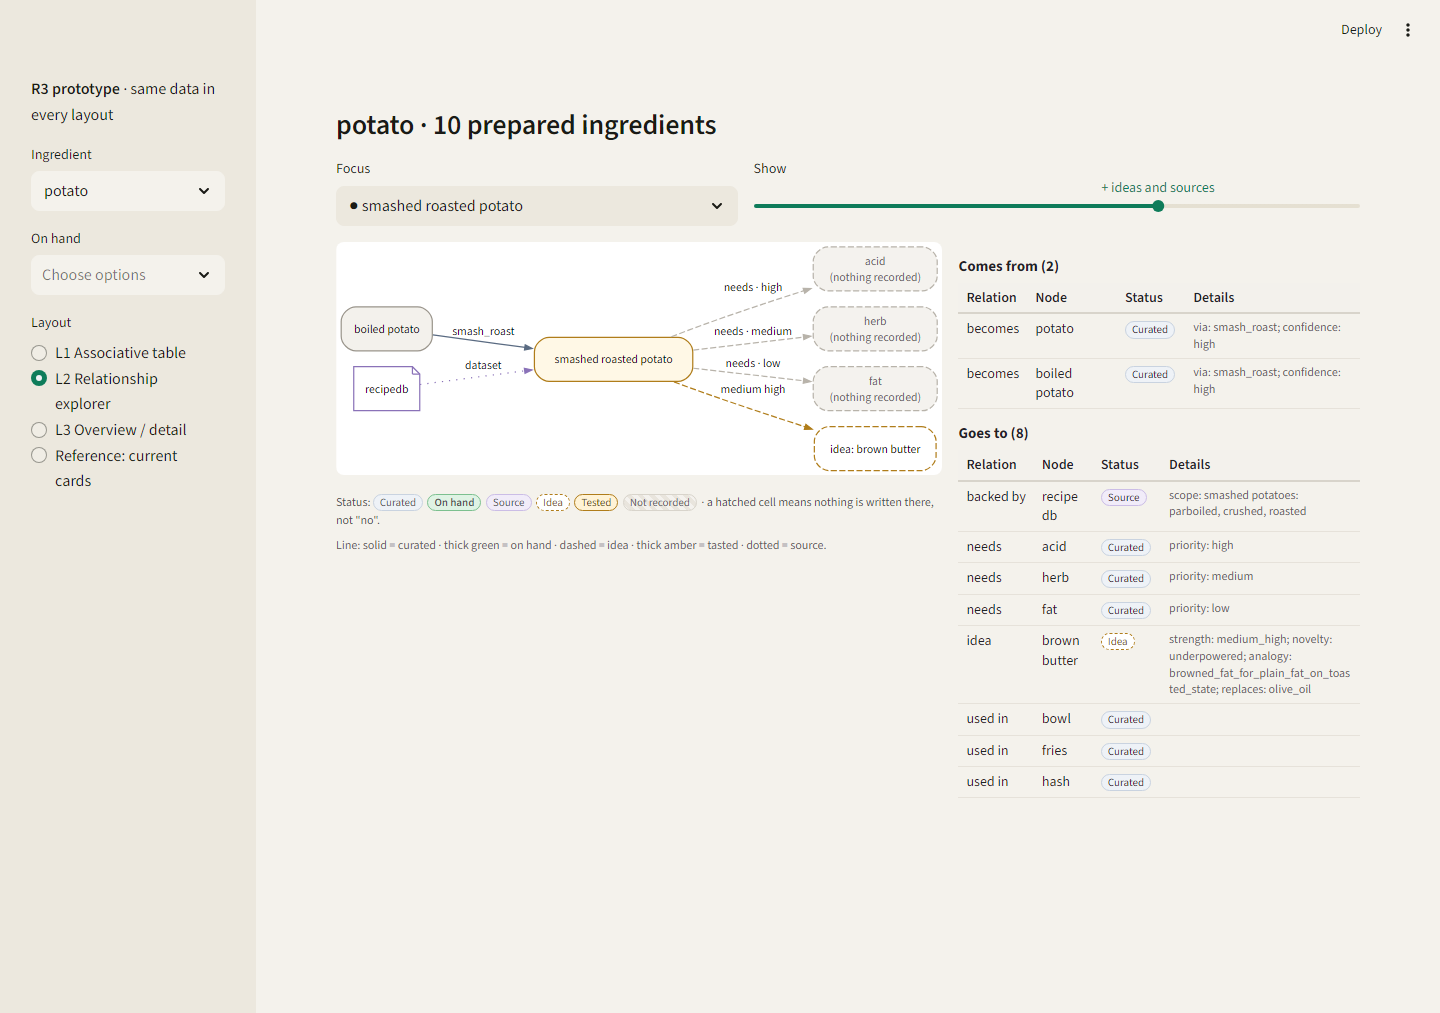 Deploy
R3 prototype · same data in
every layout
Ingredient
potato
On hand
Choose options
Layout
L1 Associative table
L2 Relationship
explorer
L3 Overview / detail
Reference: current
cards
potato · 10 prepared ingredients
Focus
Show
+ ideas and sources
● smashed roasted potato
boiled potato
smash_roast
dataset
recipedb
smashed roasted potato
needs · high
needs · medium
needs · low
medium high
acid
(nothing recorded)
herb
(nothing recorded)
fat
(nothing recorded)
idea: brown butter
Status: Curated On hand Source Idea Tested Not recorded · a hatched cell means nothing is written there,
not "no".
Line: solid = curated · thick green = on hand · dashed = idea · thick amber = tasted · dotted = source.
Comes from (2)
Relation Node Status Details
becomes potato Curated via: smash_roast; confidence:
high
becomes boiled Curated via: smash_roast; confidence:
potato high
Goes to (8)
Relation Node Status Details
backed by recipe Source scope: smashed potatoes:
db parboiled, crushed, roasted
needs acid Curated priority: high
needs herb Curated priority: medium
needs fat Curated priority: low
idea brown Idea strength: medium_high; novelty:
butter underpowered; analogy:
browned_fat_for_plain_fat_on_toas
ted_state; replaces: olive_oil
used in bowl Curated
used in fries Curated
used in hash Curated